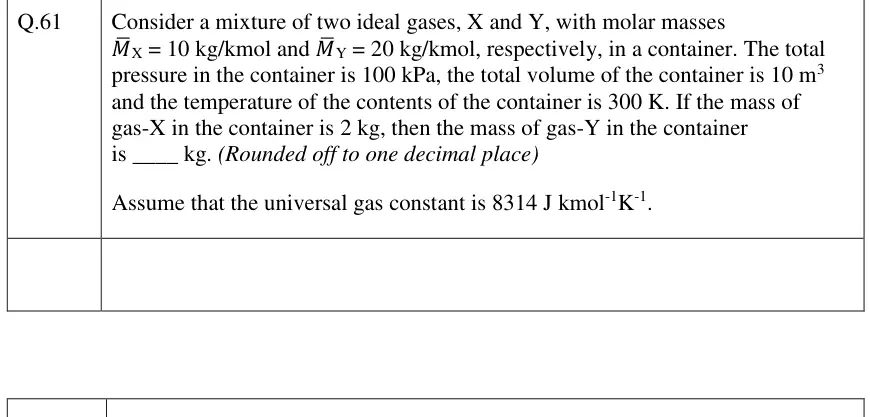 Q.61 Consider a mixture of two ideal gases, X and Y, with molar masses
M̅X = 10 kg/kmol and M̅Y = 20 kg/kmol, respectively, in a container. The total
pressure in the container is 100 kPa, the total volume of the container is 10 m³
and the temperature of the contents of the container is 300 K. If the mass of
gas-X in the container is 2 kg, then the mass of gas-Y in the container
is ____ kg. (Rounded off to one decimal place)
Assume that the universal gas constant is 8314 J kmol⁻¹K⁻¹.